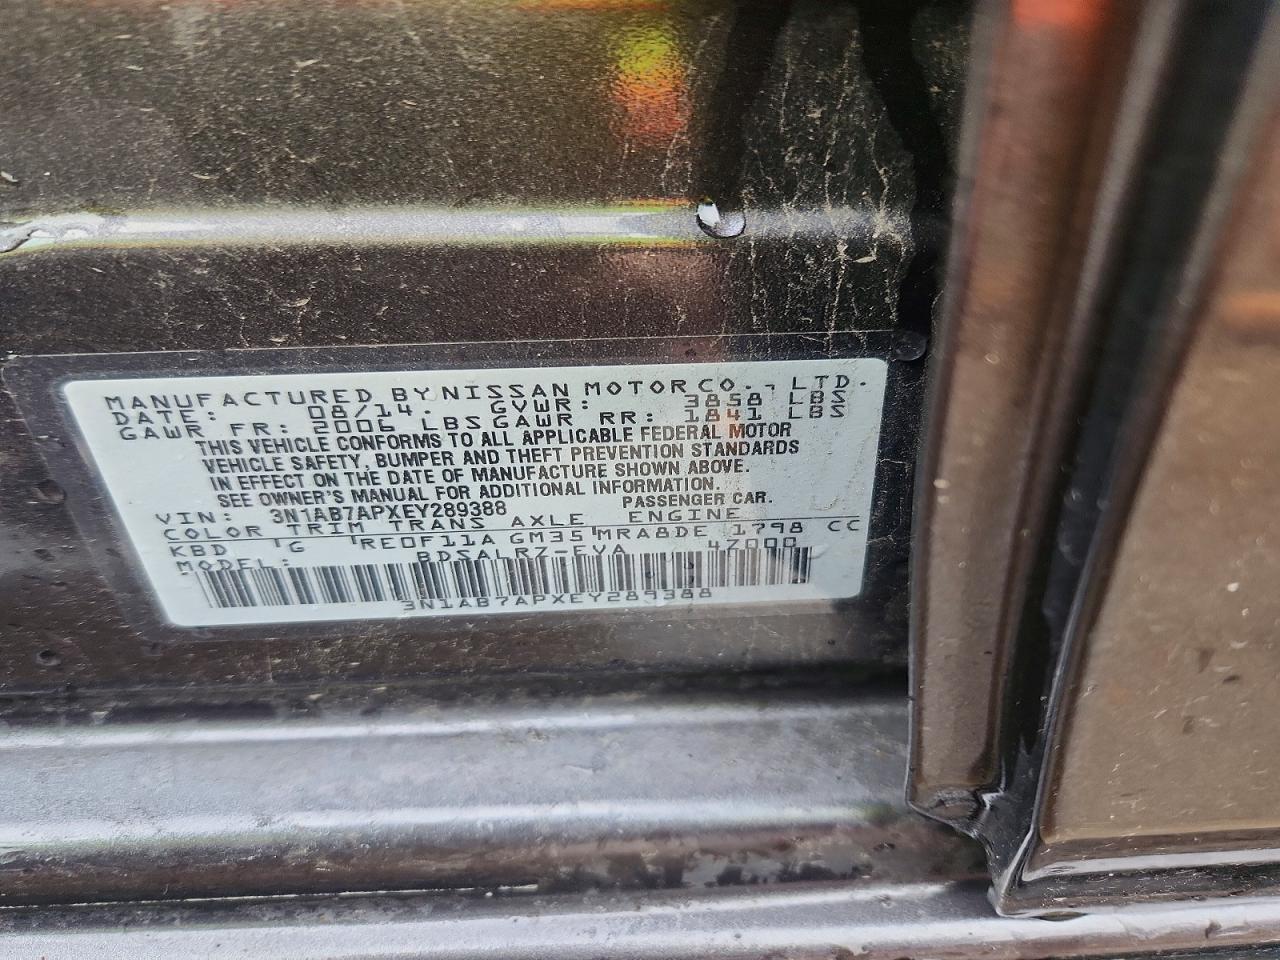 MANUFACTURED BY NISSAN MOTOR CO., LTD.
DATE: 08/14. GVWR: 3858 LBS
GAWR FR: 2006 LBS GAWR RR: 1841 LBS
THIS VEHICLE CONFORMS TO ALL APPLICABLE FEDERAL MOTOR
VEHICLE SAFETY, BUMPER AND THEFT PREVENTION STANDARDS
IN EFFECT ON THE DATE OF MANUFACTURE SHOWN ABOVE.
SEE OWNER'S MANUAL FOR ADDITIONAL INFORMATION.
PASSENGER CAR.
VIN: 3N1AB7APXEY289388
COLOR TRIM TRANS AXLE ENGINE
KBD G RE0F11A GM35 MRA8DE 1798 CC
MODEL: BDSALRZ-EVA 47000
3N1AB7APXEY289388